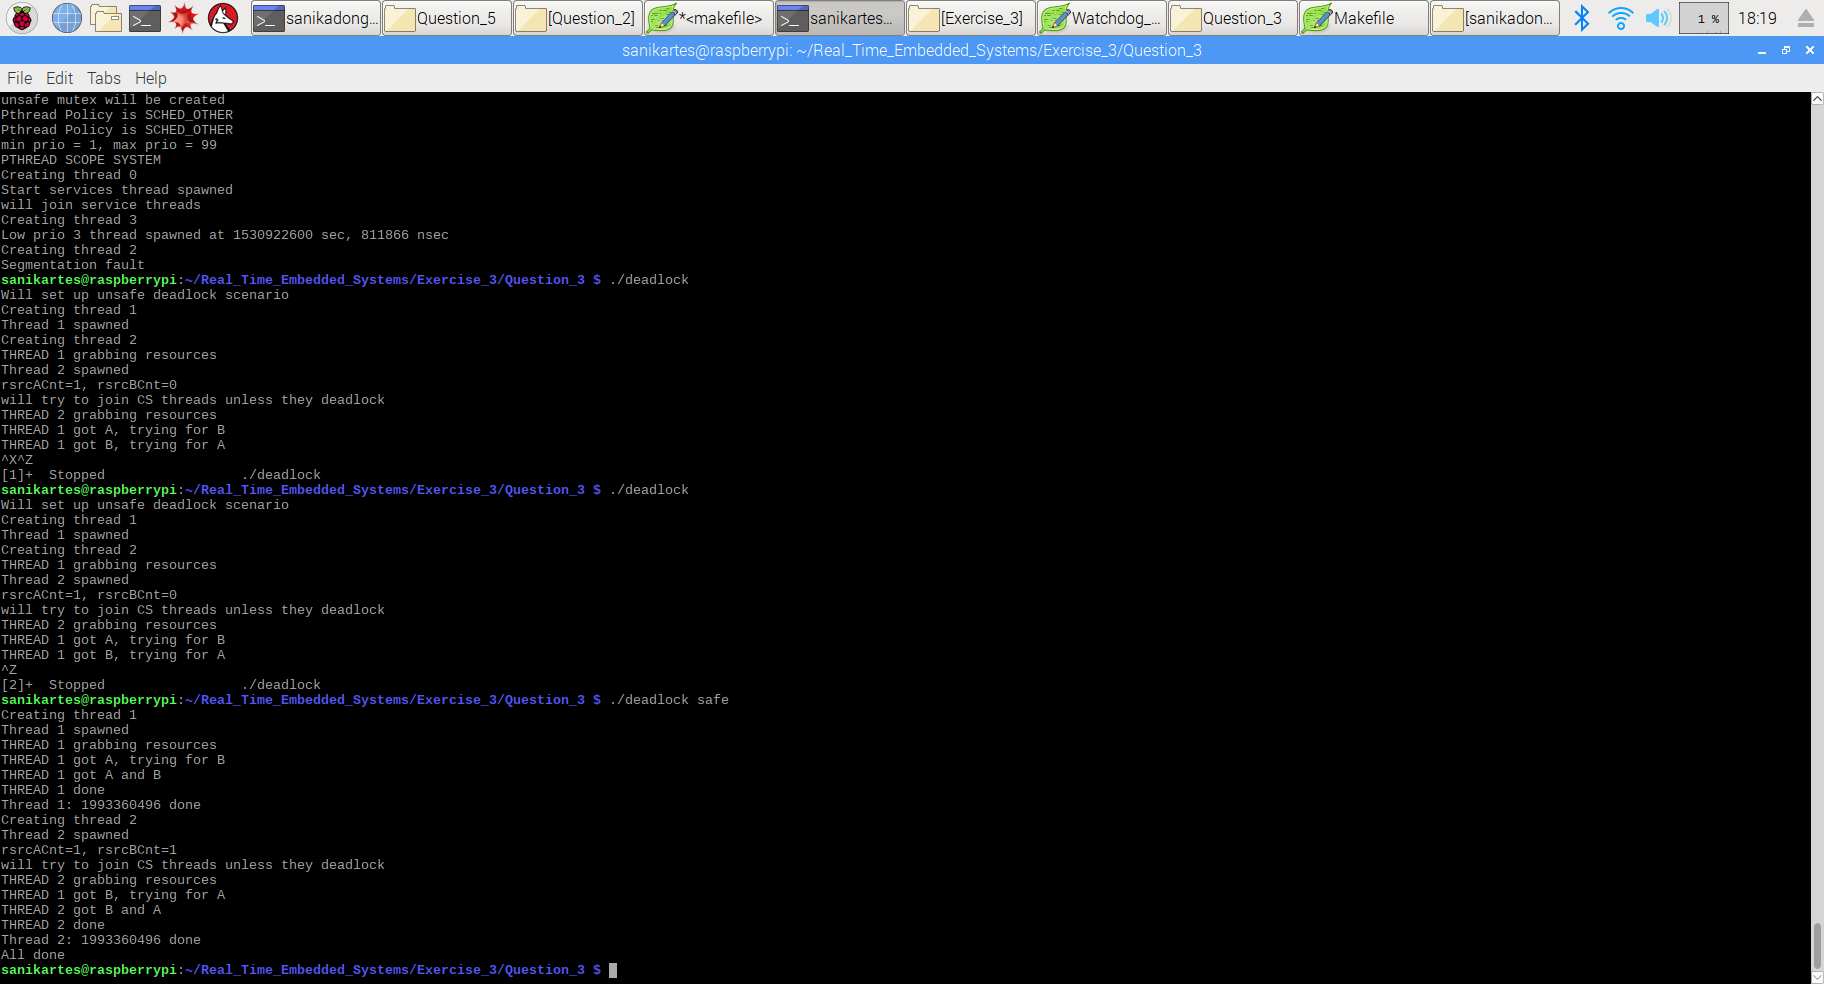 sanikadong... Question_5 [Question_2] *<makefile> sanikartes... [Exercise_3] Watchdog_... Question_3 Makefile [sanikadon... 1 % 18:19
sanikartes@raspberrypi: ~/Real_Time_Embedded_Systems/Exercise_3/Question_3
File Edit Tabs Help
unsafe mutex will be created
Pthread Policy is SCHED_OTHER
Pthread Policy is SCHED_OTHER
min prio = 1, max prio = 99
PTHREAD SCOPE SYSTEM
Creating thread 0
Start services thread spawned
will join service threads
Creating thread 3
Low prio 3 thread spawned at 1530922600 sec, 811866 nsec
Creating thread 2
Segmentation fault
sanikartes@raspberrypi:~/Real_Time_Embedded_Systems/Exercise_3/Question_3 $ ./deadlock
Will set up unsafe deadlock scenario
Creating thread 1
Thread 1 spawned
Creating thread 2
THREAD 1 grabbing resources
Thread 2 spawned
rsrcACnt=1, rsrcBCnt=0
will try to join CS threads unless they deadlock
THREAD 2 grabbing resources
THREAD 1 got A, trying for B
THREAD 1 got B, trying for A
^X^Z
[1]+  Stopped                 ./deadlock
sanikartes@raspberrypi:~/Real_Time_Embedded_Systems/Exercise_3/Question_3 $ ./deadlock
Will set up unsafe deadlock scenario
Creating thread 1
Thread 1 spawned
Creating thread 2
THREAD 1 grabbing resources
Thread 2 spawned
rsrcACnt=1, rsrcBCnt=0
will try to join CS threads unless they deadlock
THREAD 2 grabbing resources
THREAD 1 got A, trying for B
THREAD 1 got B, trying for A
^Z
[2]+  Stopped                 ./deadlock
sanikartes@raspberrypi:~/Real_Time_Embedded_Systems/Exercise_3/Question_3 $ ./deadlock safe
Creating thread 1
Thread 1 spawned
THREAD 1 grabbing resources
THREAD 1 got A, trying for B
THREAD 1 got A and B
THREAD 1 done
Thread 1: 1993360496 done
Creating thread 2
Thread 2 spawned
rsrcACnt=1, rsrcBCnt=1
will try to join CS threads unless they deadlock
THREAD 2 grabbing resources
THREAD 1 got B, trying for A
THREAD 2 got B and A
THREAD 2 done
Thread 2: 1993360496 done
All done
sanikartes@raspberrypi:~/Real_Time_Embedded_Systems/Exercise_3/Question_3 $